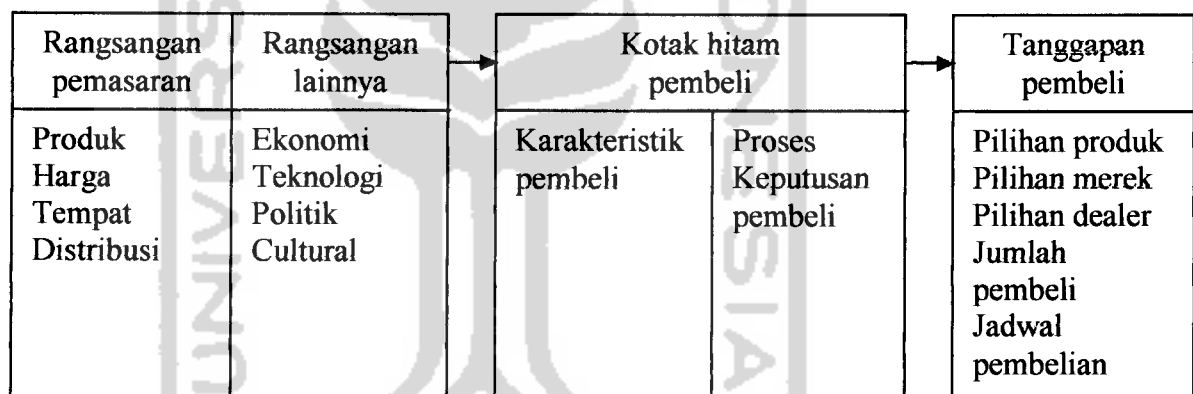 Rangsangan
pemasaran
Rangsangan
lainnya
Kotak hitam
pembeli
Tanggapan
pembeli
Produk
Harga
Tempat
Distribusi
Ekonomi
Teknologi
Politik
Cultural
Karakteristik
pembeli
Proses
Keputusan
pembeli
Pilihan produk
Pilihan merek
Pilihan dealer
Jumlah
pembeli
Jadwal
pembelian